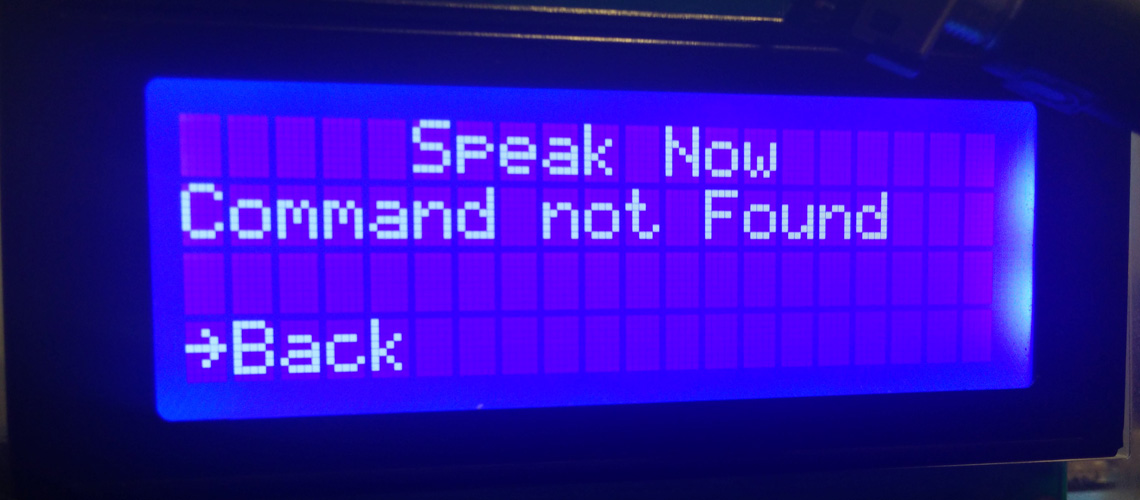 Speak Now
Command not Found
→Back